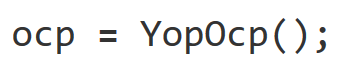 ocp = YopOcp();